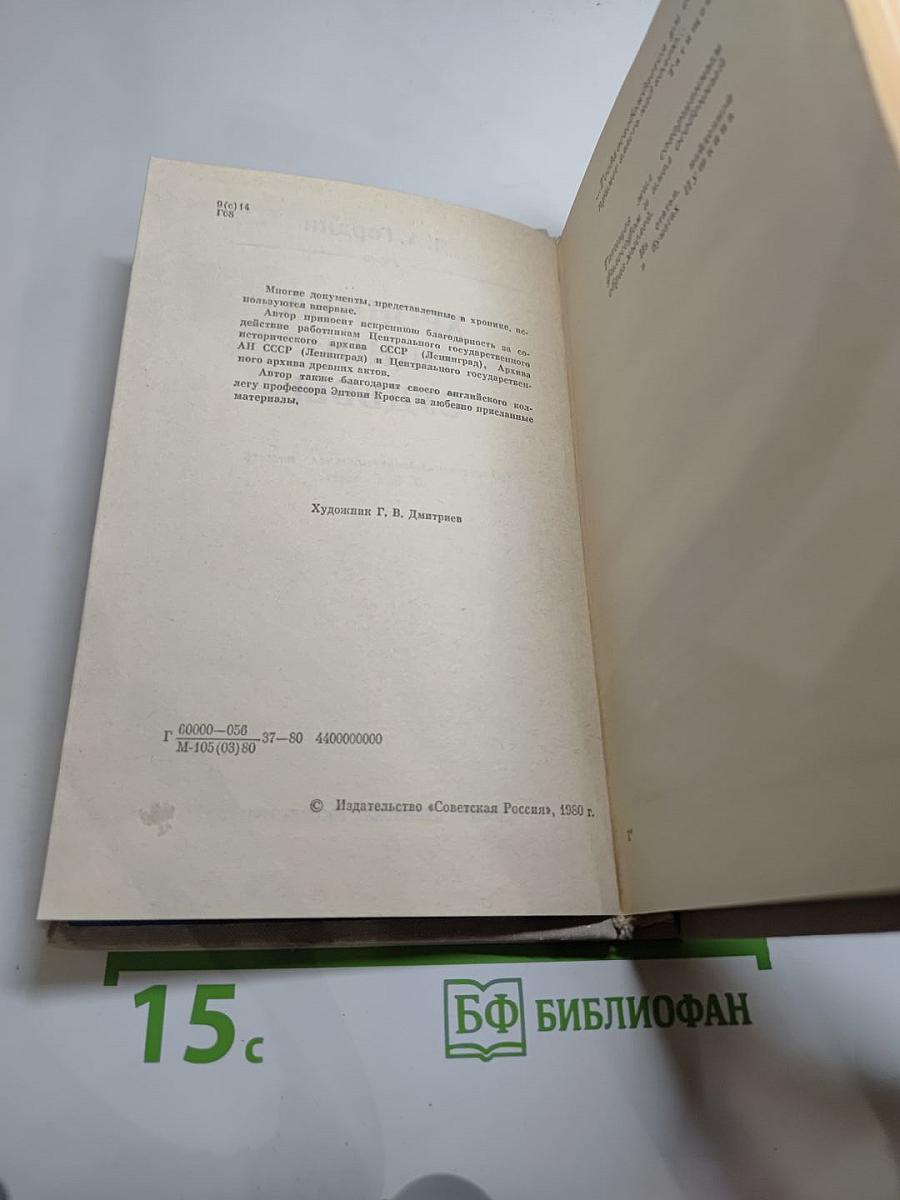 9(с)14
Г68
Многие документы, представленные в хронике, ис-
пользуются впервые.
Автор приносит искреннюю благодарность за со-
действие работникам Центрального государственного
исторического архива СССР (Ленинград), Архива
АН СССР (Ленинград) и Центрального государствен-
ного архива древних актов.
Автор также благодарит своего английского кол-
легу профессора Энтони Кросса за любезно присланные
материалы.
Художник Г. В. Дмитриев
Г 60000—056
М-105(03)80 37—80 4400000000
© Издательство «Советская Россия», 1980 г.
Г
15 с
БФ БИБЛИОФАН